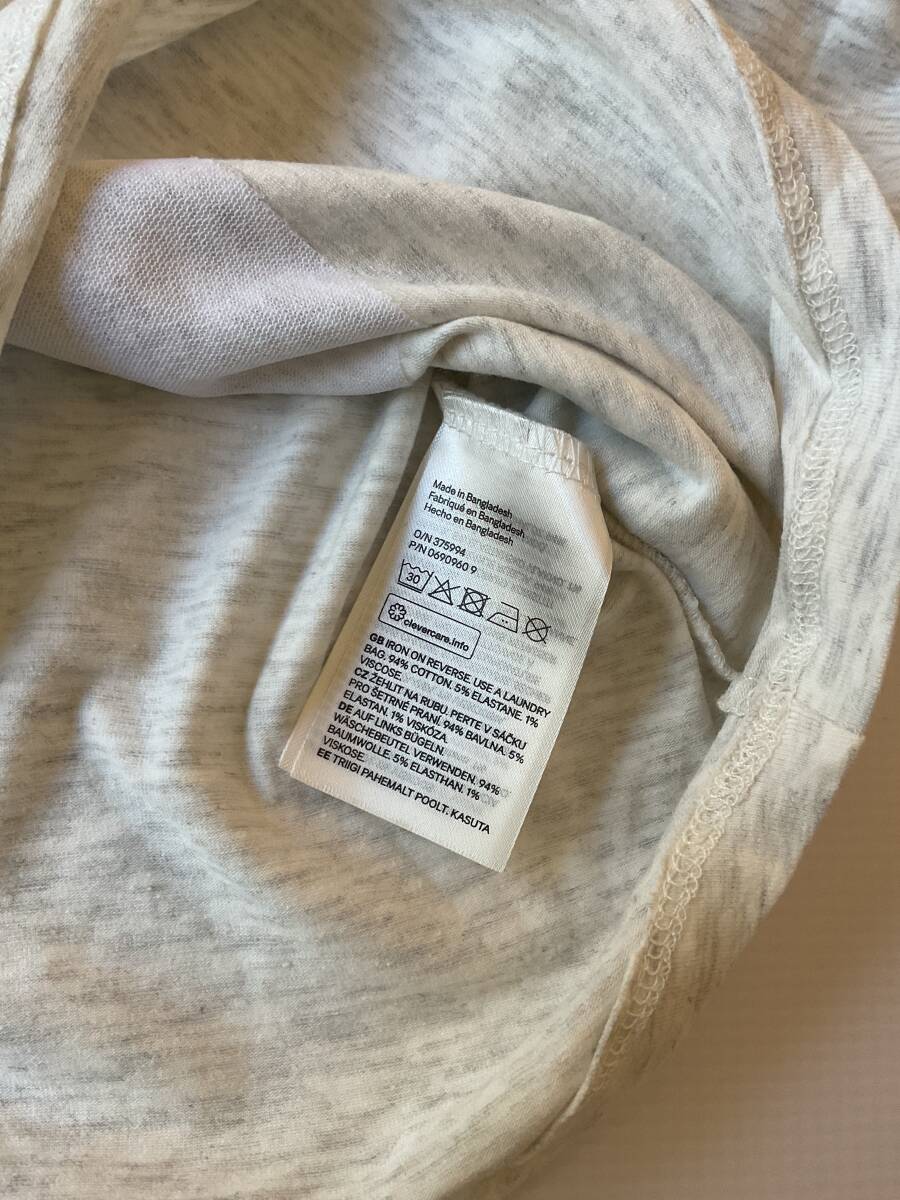 Made in Bangladesh
Fabriqué en Bangladesh
Hecho en Bangladesh
O/N 375994
P/N 0690960 9
30
clevercare.info
GB IRON ON REVERSE. USE A LAUNDRY
BAG. 94% COTTON. 5% ELASTANE. 1%
VISCOSE.
CZ ŽEHLIT NA RUBU. PERTE V SÁČKU
PRO ŠETRNÉ PRANÍ. 94% BAVLNA. 5%
ELASTAN. 1% VISKÓZA.
DE AUF LINKS BÜGELN.
WÄSCHEBEUTEL VERWENDEN. 94%
BAUMWOLLE. 5% ELASTHAN. 1%
VISKOSE.
EE TRIIGI PAHEMALT POOLT. KASUTA